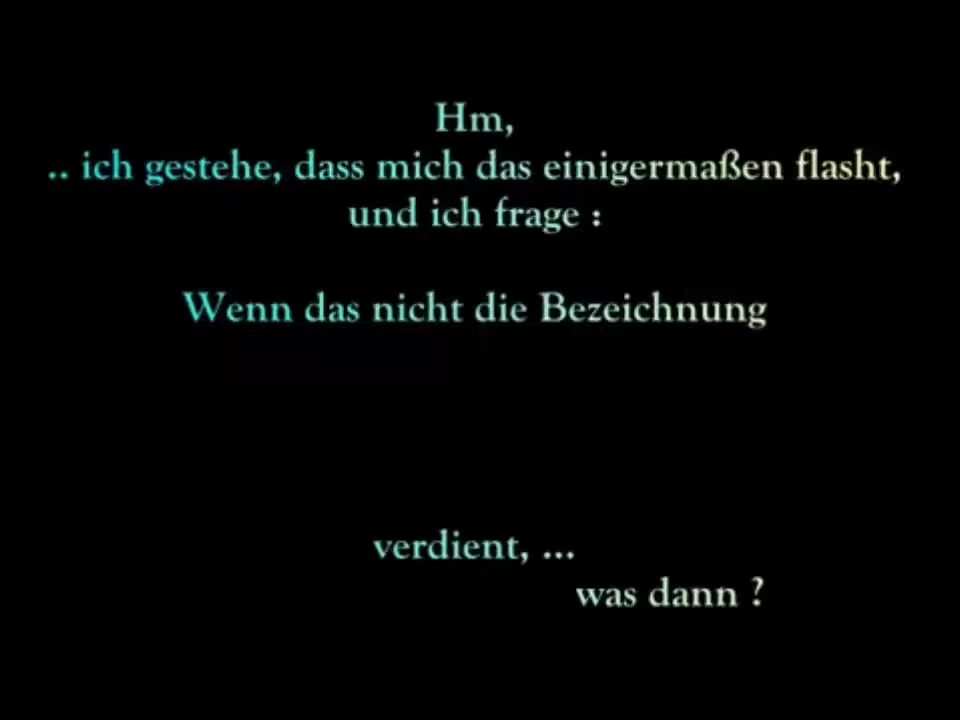 Hm,
.. ich gestehe, dass mich das einigermaßen flasht,
und ich frage :
Wenn das nicht die Bezeichnung
verdient, ...
was dann ?